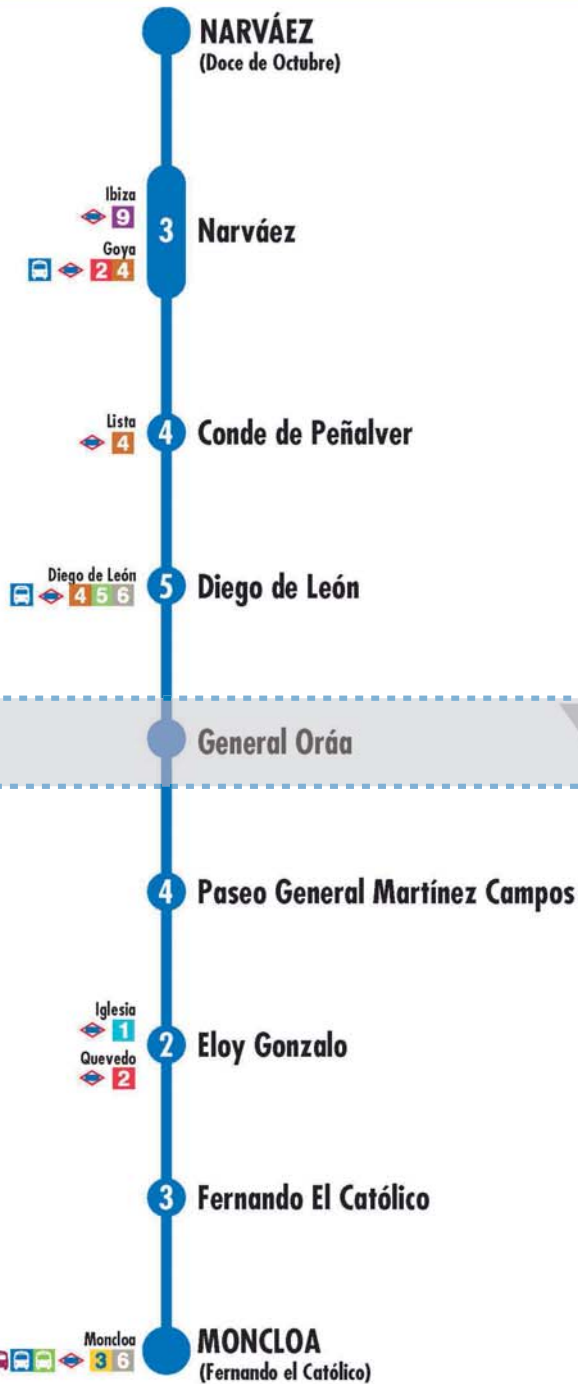 NARVÁEZ
(Doce de Octubre)
Ibiza
9
Goya
2 4
3
Narváez
Lista
4
4
Conde de Peñalver
Diego de León
4 5 6
5
Diego de León
General Oráa
4
Paseo General Martínez Campos
Iglesia
1
Quevedo
2
2
Eloy Gonzalo
3
Fernando El Católico
Moncloa
3 6
MONCLOA
(Fernando el Católico)